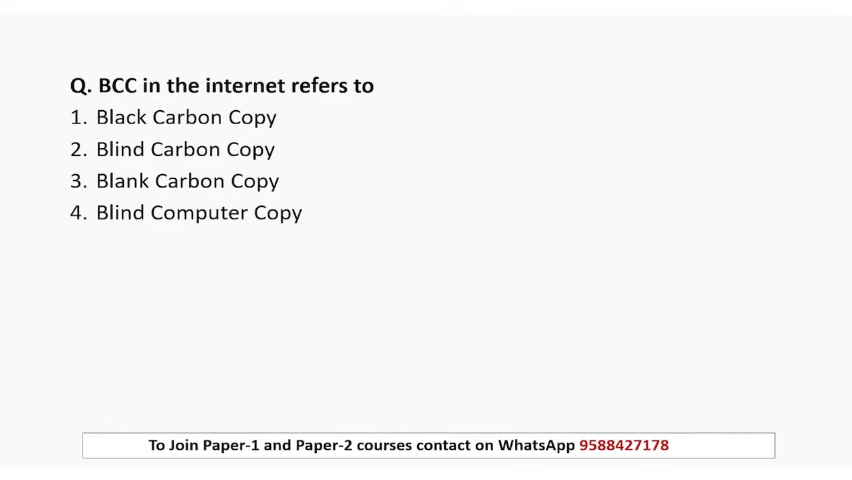 Q. BCC in the internet refers to
1. Black Carbon Copy
2. Blind Carbon Copy
3. Blank Carbon Copy
4. Blind Computer Copy
To Join Paper-1 and Paper-2 courses contact on WhatsApp 9588427178